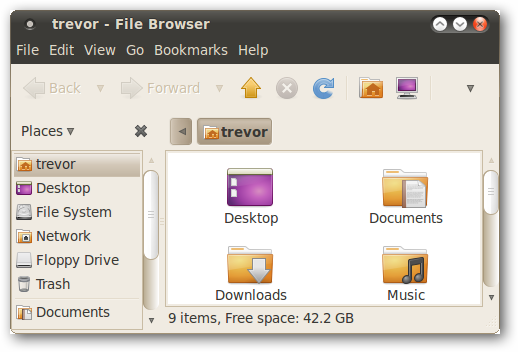 trevor - File Browser
File Edit View Go Bookmarks Help
Back Forward
Places
trevor
Desktop
File System
Network
Floppy Drive
Trash
Documents
trevor
Desktop
Documents
Downloads
Music
9 items, Free space: 42.2 GB